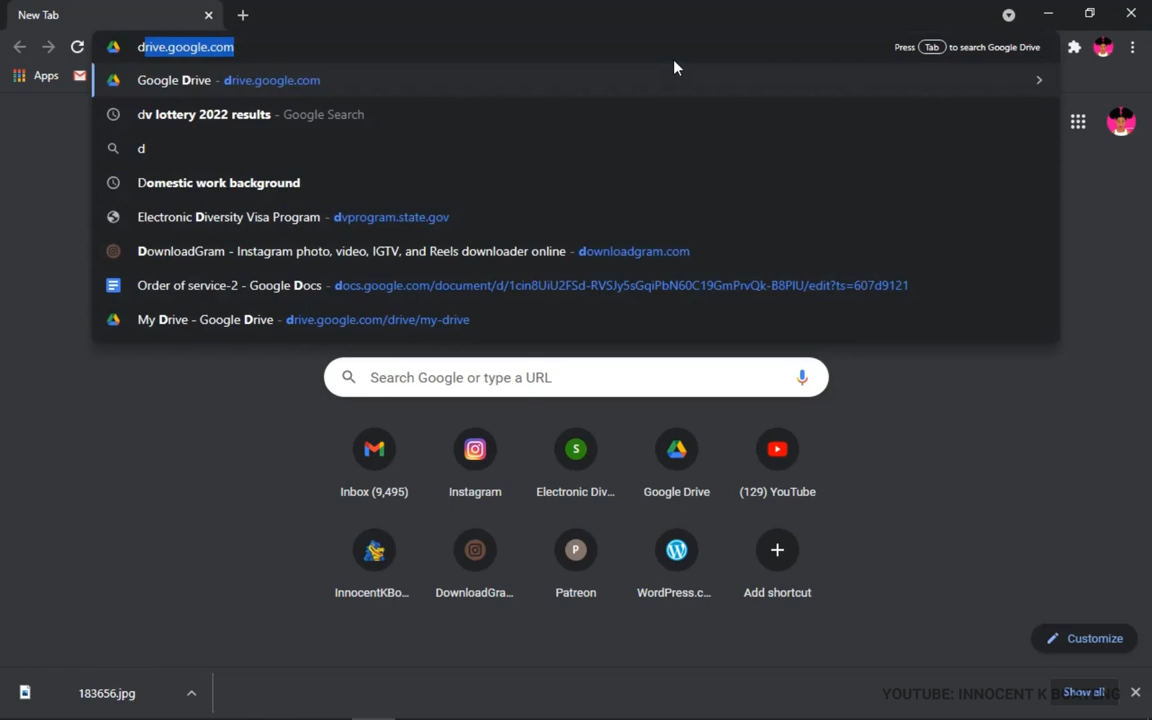 New Tab
drive.google.com
Press Tab to search Google Drive
Apps
Google Drive - drive.google.com
dv lottery 2022 results - Google Search
d
Domestic work background
Electronic Diversity Visa Program - dvprogram.state.gov
DownloadGram - Instagram photo, video, IGTV, and Reels downloader online - downloadgram.com
Order of service-2 - Google Docs - docs.google.com/document/d/1cin8UiU2FSd-RVSJy5sGqiPbN60C19GmPrvQk-B8PIU/edit?ts=607d9121
My Drive - Google Drive - drive.google.com/drive/my-drive
Search Google or type a URL
S
Inbox (9,495)
Instagram
Electronic Div...
Google Drive
(129) YouTube
P
InnocentKBo...
DownloadGra...
Patreon
WordPress.c...
Add shortcut
Customize
183656.jpg
YOUTUBE: INNOCENT K
Show all